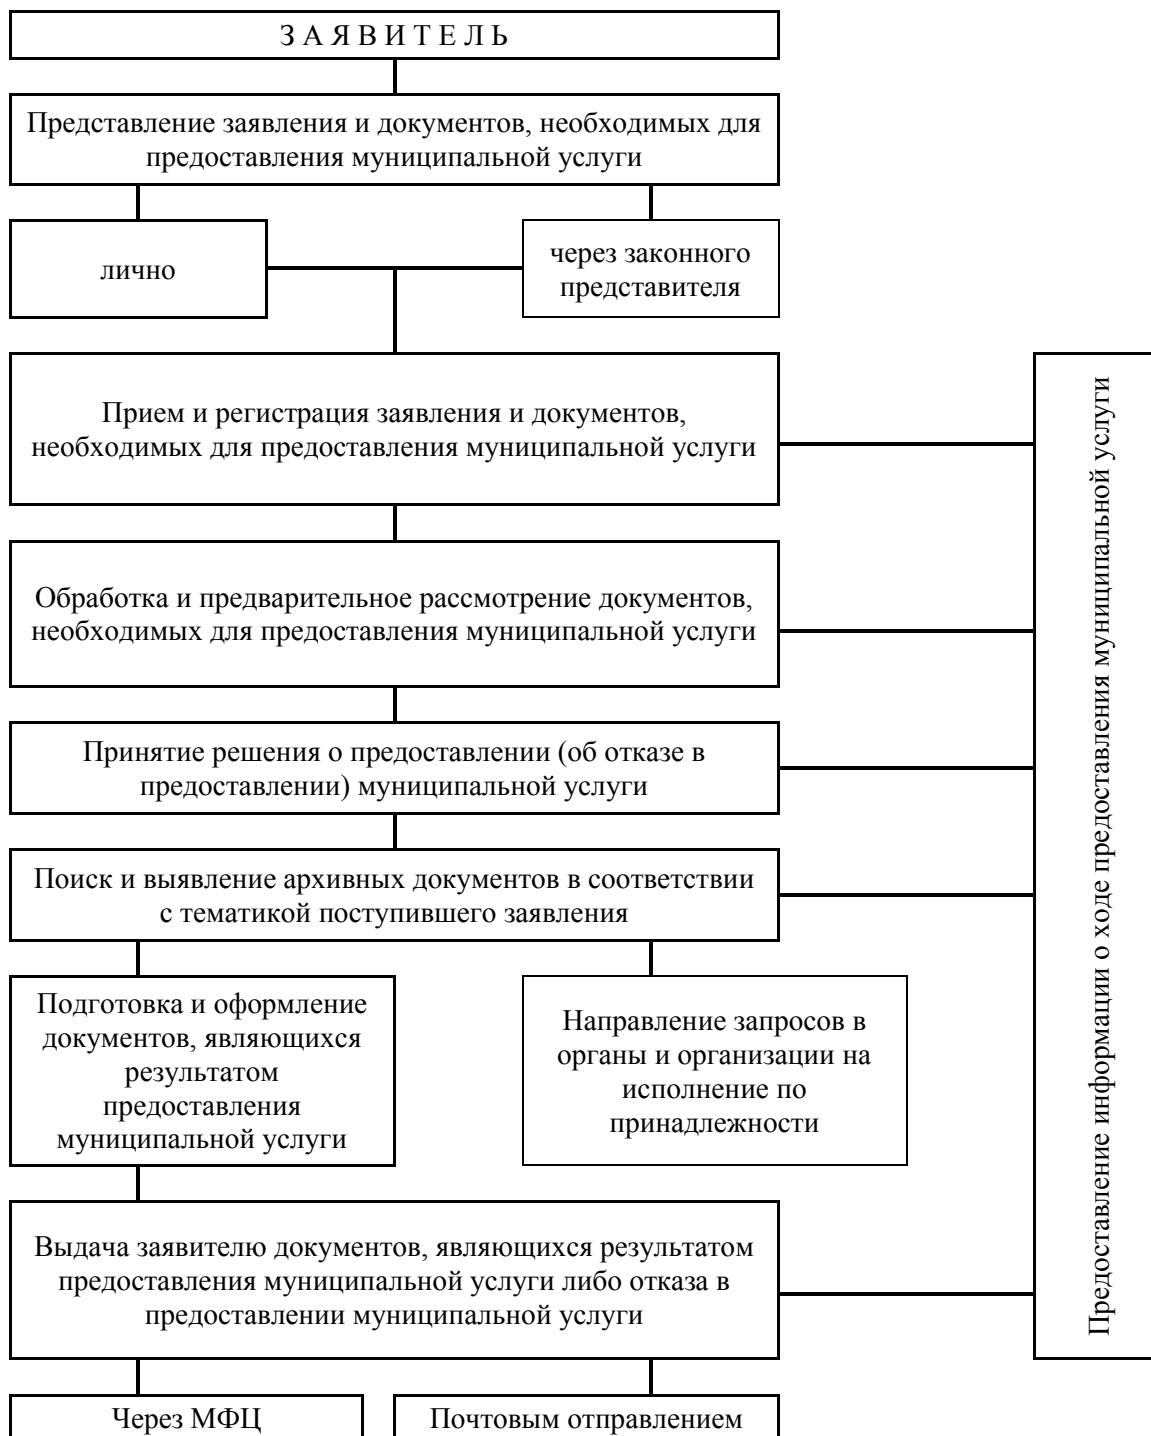 З А Я В И Т Е Л Ь
Представление заявления и документов, необходимых для
предоставления муниципальной услуги
лично
через законного
представителя
Прием и регистрация заявления и документов,
необходимых для предоставления муниципальной услуги
Обработка и предварительное рассмотрение документов,
необходимых для предоставления муниципальной услуги
Принятие решения о предоставлении (об отказе в
предоставлении) муниципальной услуги
Поиск и выявление архивных документов в соответствии
с тематикой поступившего заявления
Подготовка и оформление
документов, являющихся
результатом
предоставления
муниципальной услуги
Направление запросов в
органы и организации на
исполнение по
принадлежности
Выдача заявителю документов, являющихся результатом
предоставления муниципальной услуги либо отказа в
предоставлении муниципальной услуги
Через МФЦ
Почтовым отправлением
Предоставление информации о ходе предоставления муниципальной услуги